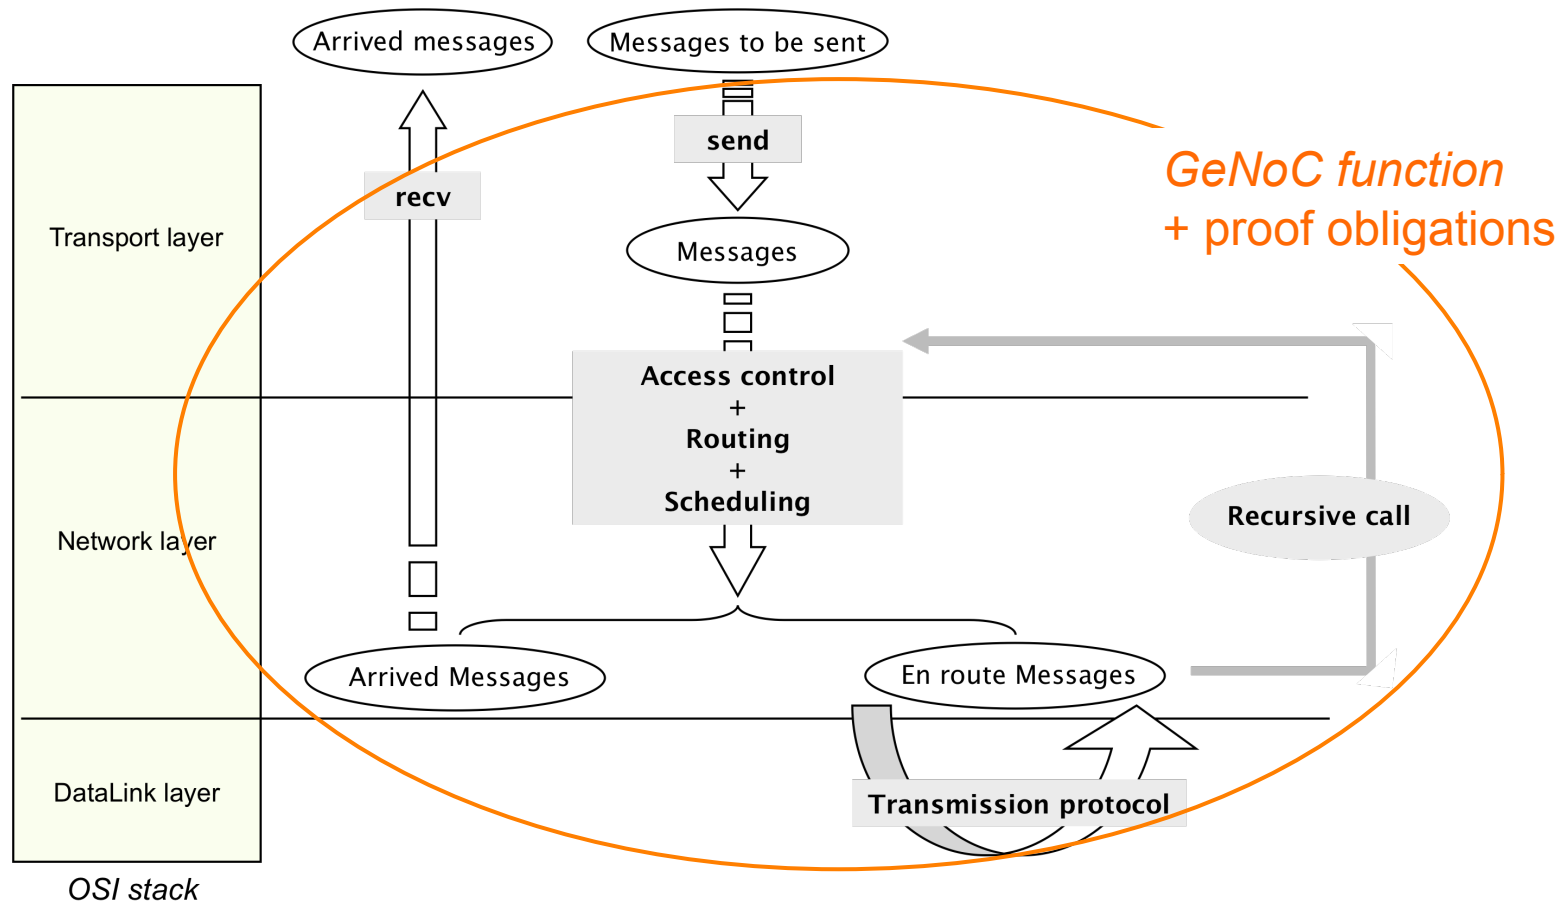 Arrived messages
Messages to be sent
send
recv
GeNoC function
+ proof obligations
Transport layer
Messages
Access control
+
Routing
+
Scheduling
Recursive call
Network layer
Arrived Messages
En route Messages
DataLink layer
Transmission protocol
OSI stack